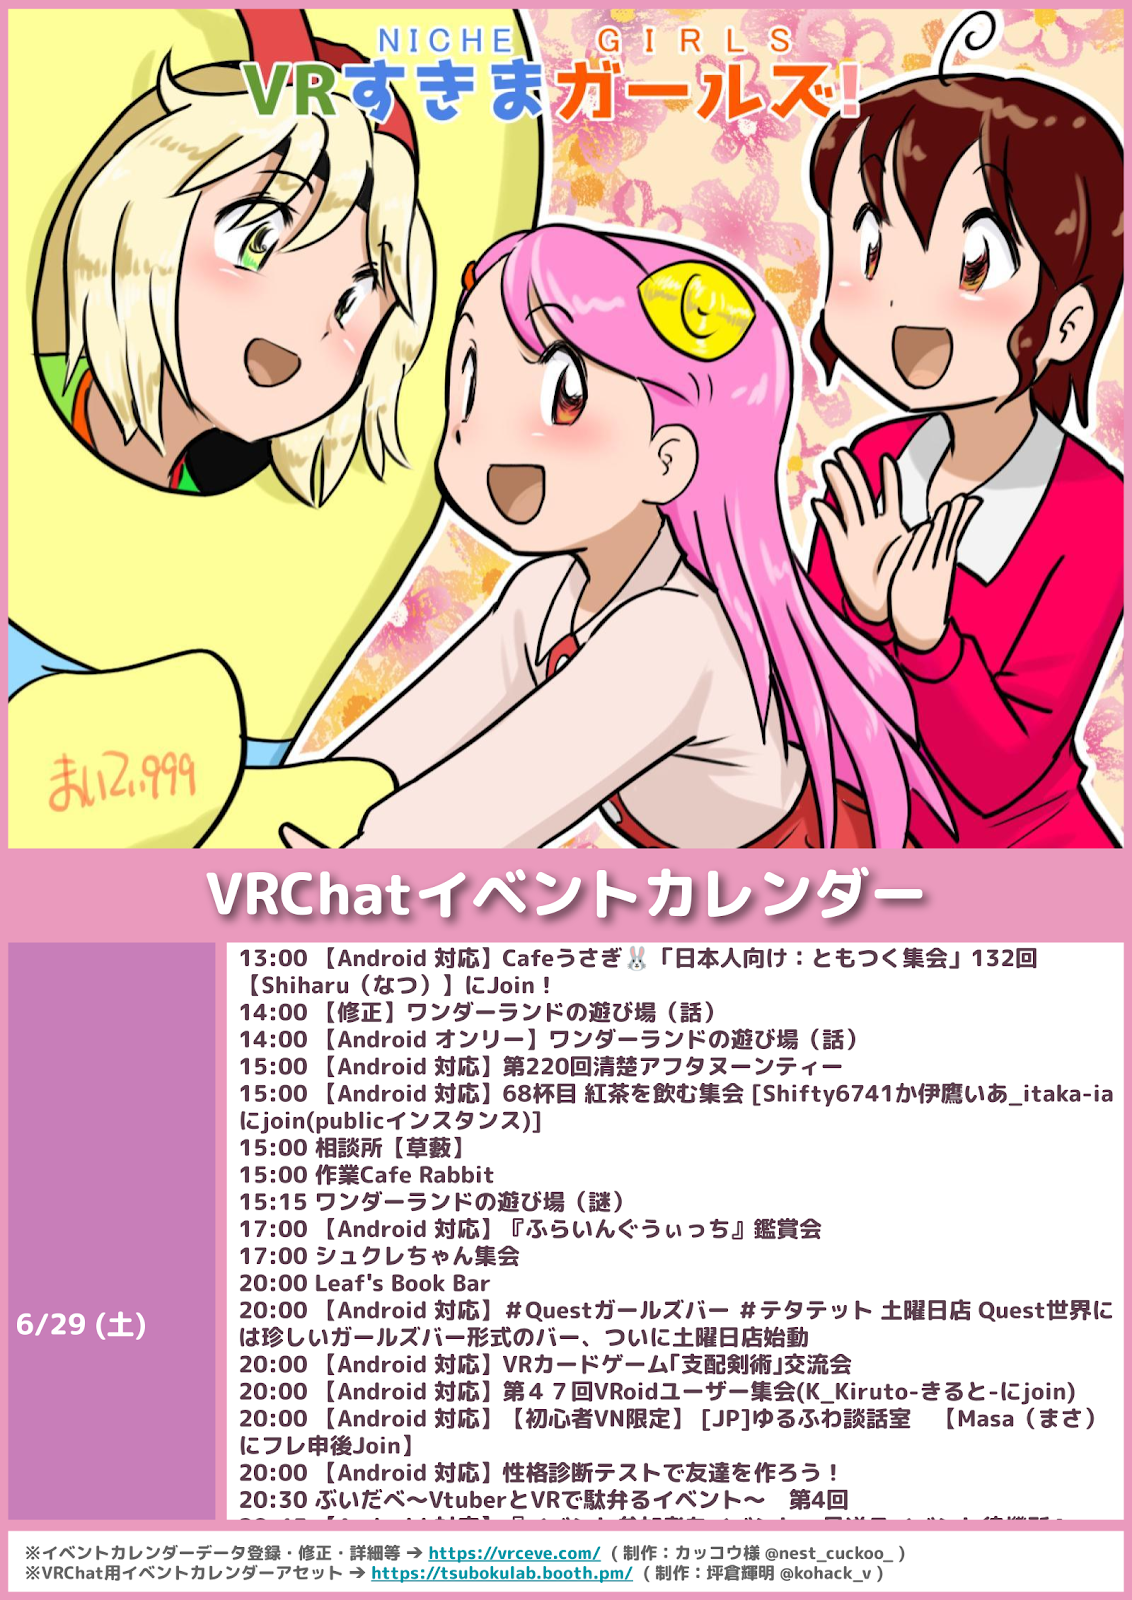 NICHE GIRLS
VRすきまガールズ!
まいてぃ999
VRChatイベントカレンダー
6/29 (土)
13:00 【Android 対応】Cafeうさぎ🐰「日本人向け：ともつく集会」132回
【Shiharu（なつ）】にJoin！
14:00 【修正】ワンダーランドの遊び場（話）
14:00 【Android オンリー】ワンダーランドの遊び場（話）
15:00 【Android 対応】第220回清楚アフタヌーンティー
15:00 【Android 対応】68杯目 紅茶を飲む集会 [Shifty6741か伊鷹いあ_itaka-ia
にjoin(publicインスタンス)]
15:00 相談所【草藪】
15:00 作業Cafe Rabbit
15:15 ワンダーランドの遊び場（謎）
17:00 【Android 対応】『ふらいんぐうぃっち』鑑賞会
17:00 シュクレちゃん集会
20:00 Leaf's Book Bar
20:00 【Android 対応】＃Questガールズバー ＃テタテット 土曜日店 Quest世界に
は珍しいガールズバー形式のバー、ついに土曜日店始動
20:00 【Android 対応】VRカードゲーム｢支配剣術｣交流会
20:00 【Android 対応】第４７回VRoidユーザー集会(K_Kiruto-きると-にjoin)
20:00 【Android 対応】【初心者VN限定】 [JP]ゆるふわ談話室　【Masa（まさ）
にフレ申後Join】
20:00 【Android 対応】性格診断テストで友達を作ろう！
20:30 ぶいだべ～VtuberとVRで駄弁るイベント～　第4回
※イベントカレンダーデータ登録・修正・詳細等 → https://vrceve.com/ （制作：カッコウ様 @nest_cuckoo_ ）
※VRChat用イベントカレンダーアセット → https://tsubokulab.booth.pm/ （制作：坪倉輝明 @kohack_v ）